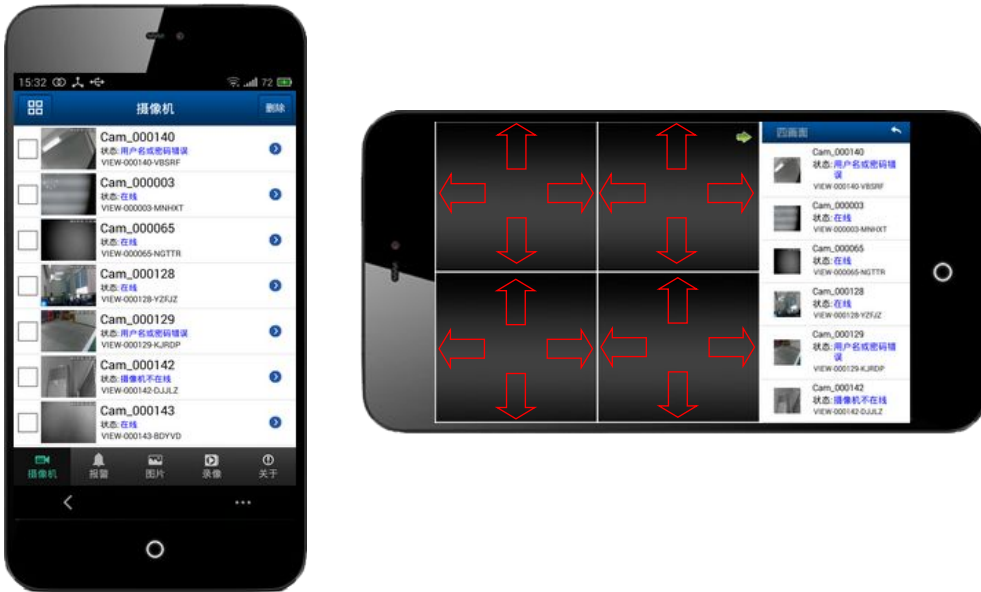 15:32
72
摄像机
删除
Cam_000140
状态:用户名或密码错误
VIEW-000140-VBSRF
Cam_000003
状态:在线
VIEW-000003-MNHXT
Cam_000065
状态:在线
VIEW-000065-NGTTR
Cam_000128
状态:在线
VIEW-000128-YZFJZ
Cam_000129
状态:用户名或密码错误
VIEW-000129-KJRDP
Cam_000142
状态:摄像机不在线
VIEW-000142-DJJLZ
Cam_000143
状态:在线
VIEW-000143-BDYVD
摄像机
报警
图片
录像
关于
四画面
Cam_000140
状态:用户名或密码错
误
VIEW-000140-VBSRF
Cam_000003
状态:在线
VIEW-000003-MNHXT
Cam_000065
状态:在线
VIEW-000065-NGTTR
Cam_000128
状态:在线
VIEW-000128-YZFJZ
Cam_000129
状态:用户名或密码错
误
VIEW-000129-KJRDP
Cam_000142
状态:摄像机不在线
VIEW-000142-DJJLZ